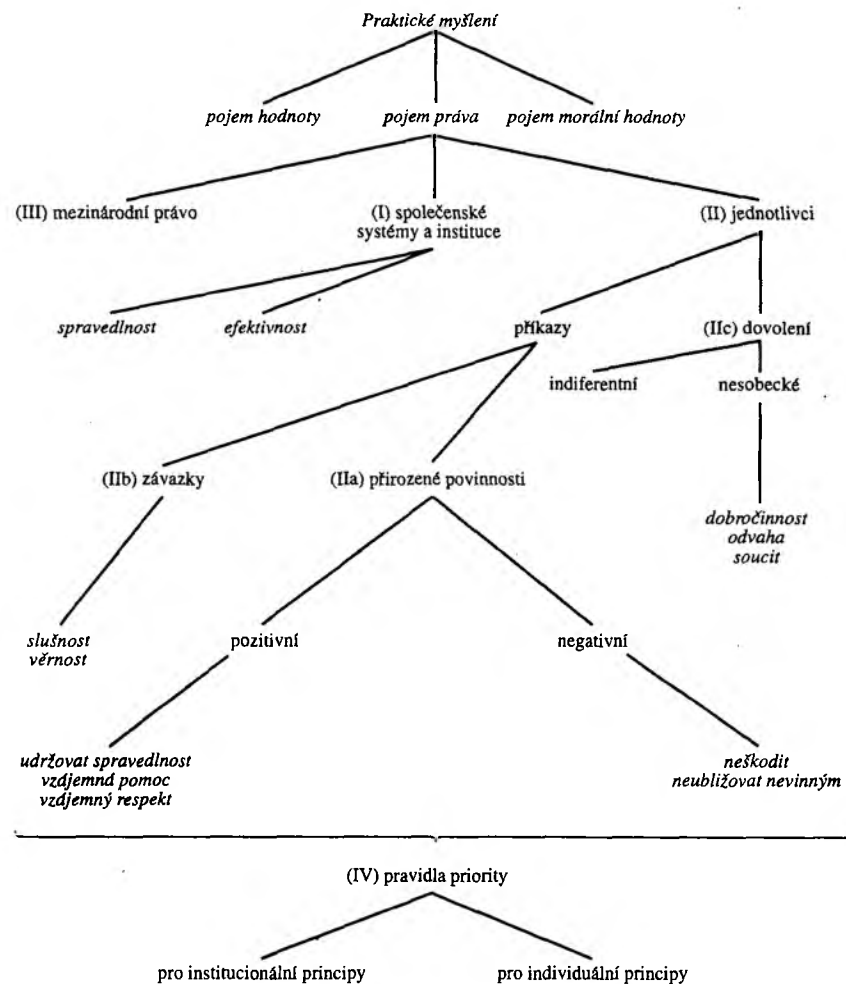 Praktické myšlení
pojem hodnoty
pojem práva
pojem morální hodnoty
(III) mezinárodní právo
(I) společenské
systémy a instituce
(II) jednotlivci
spravedlnost
efektivnost
příkazy
(IIc) dovolení
indiferentní
nesobecké
(IIb) závazky
(IIa) přirozené povinnosti
dobročinnost
odvaha
soucit
slušnost
věrnost
pozitivní
negativní
udržovat spravedlnost
vzájemná pomoc
vzájemný respekt
neškodit
neubližovat nevinným
(IV) pravidla priority
pro institucionální principy
pro individuální principy